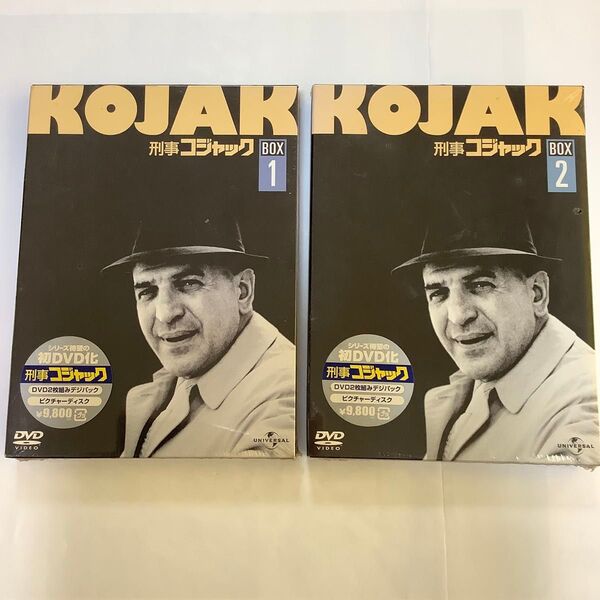 KOJAK
刑事コジャック
BOX
1
シリーズ待望の
初DVD化
刑事コジャック
DVD2枚組みデジパック
ピクチャーディスク
¥9,800
DVD
VIDEO
UNIVERSAL
KOJAK
刑事コジャック
BOX
2
シリーズ待望の
初DVD化
刑事コジャック
DVD2枚組みデジパック
ピクチャーディスク
¥9,800
DVD
VIDEO
UNIVERSAL